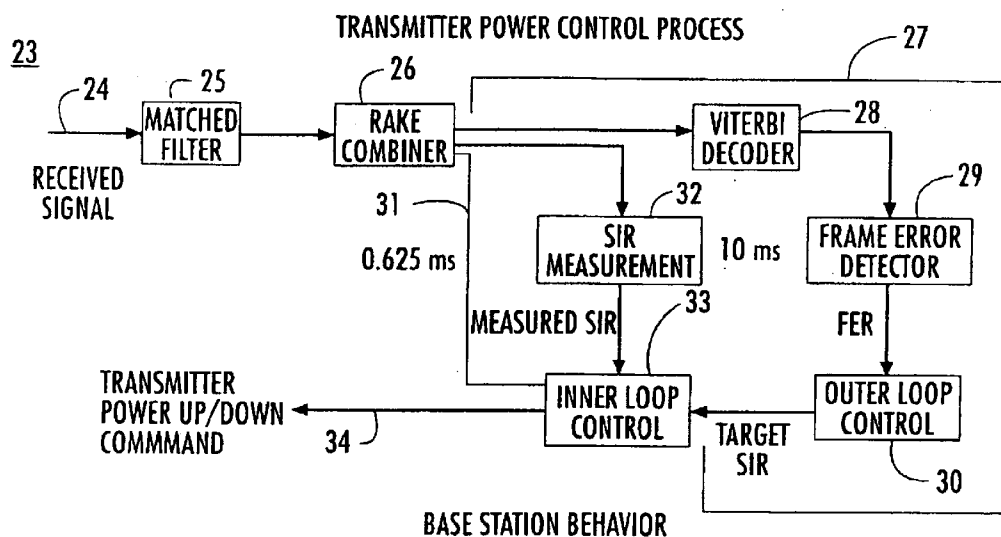 TRANSMITTER POWER CONTROL PROCESS
23
24
25
26
27
MATCHED
FILTER
RAKE
COMBINER
VITERBI
DECODER
28
RECEIVED
SIGNAL
31
0.625 ms
32
SIR
MEASUREMENT
10 ms
29
FRAME ERROR
DETECTOR
MEASURED SIR
33
FER
TRANSMITTER
POWER UP/DOWN
COMMMAND
34
INNER LOOP
CONTROL
TARGET
SIR
OUTER LOOP
CONTROL
30
BASE STATION BEHAVIOR